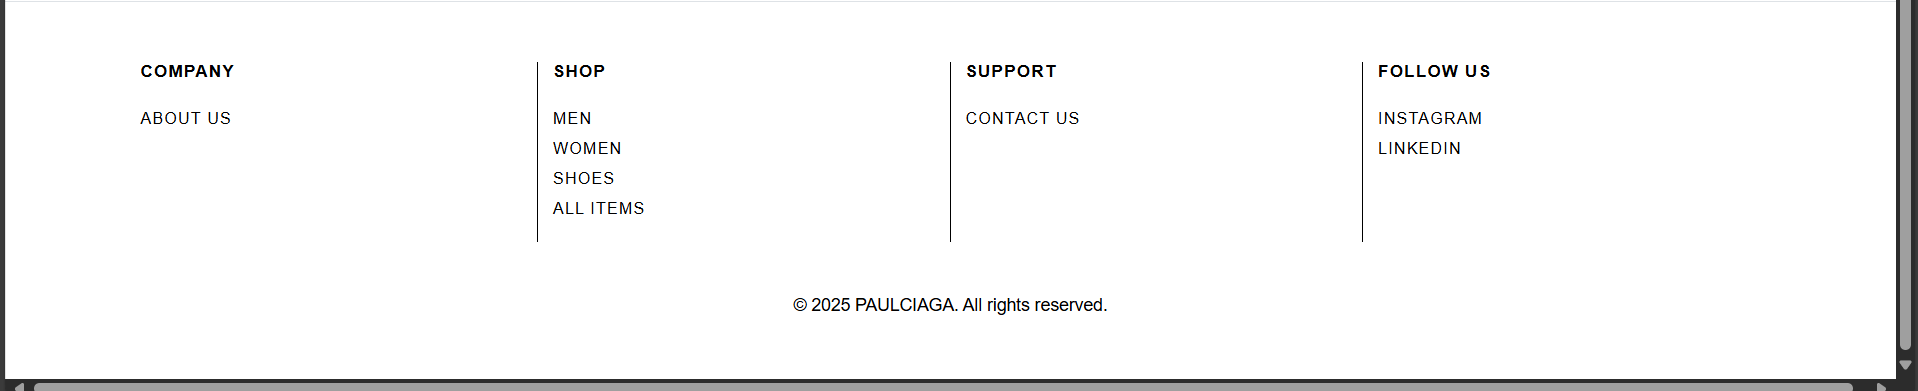 COMPANY
ABOUT US
SHOP
MEN
WOMEN
SHOES
ALL ITEMS
SUPPORT
CONTACT US
FOLLOW US
INSTAGRAM
LINKEDIN
© 2025 PAULCIAGA. All rights reserved.